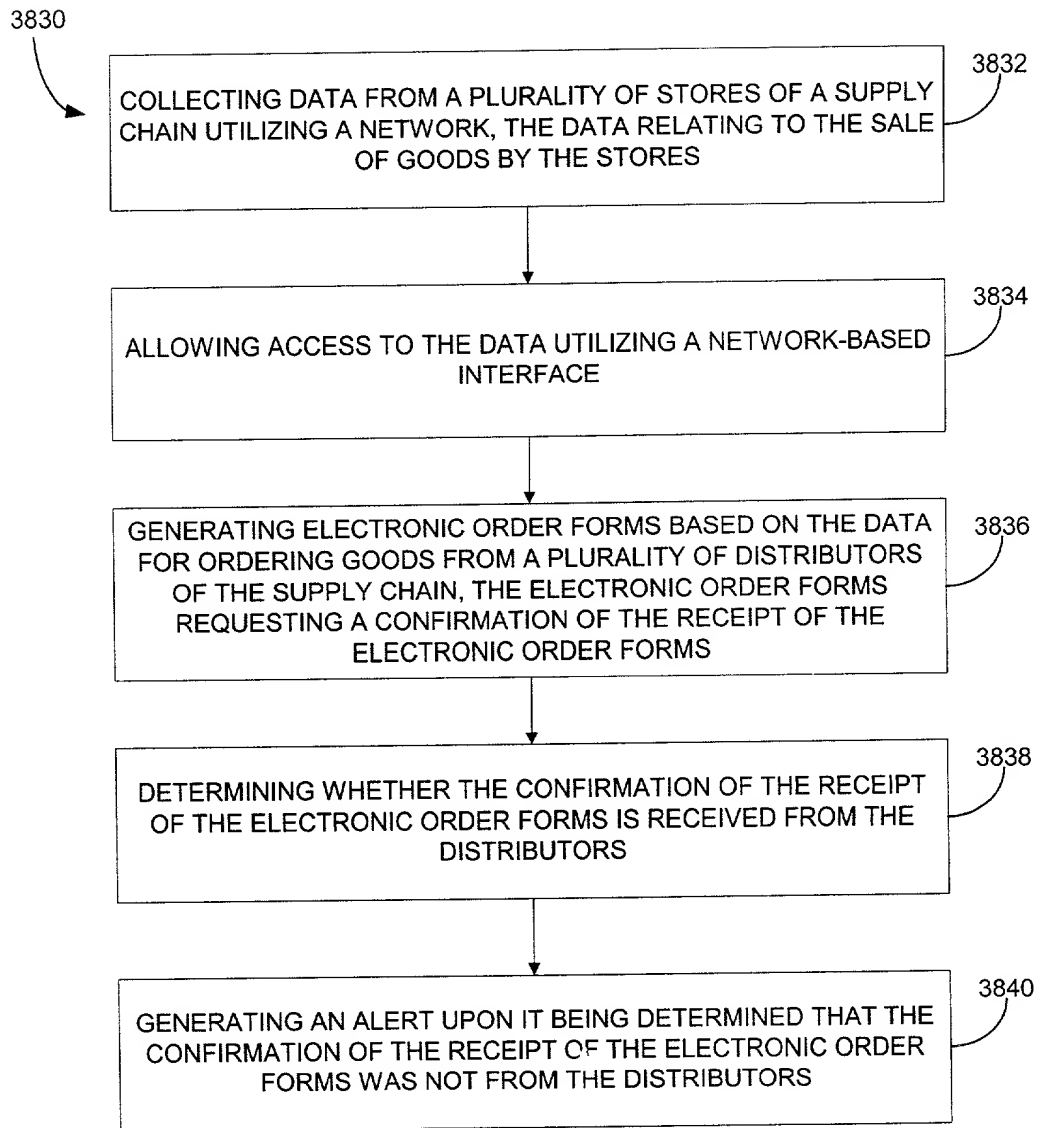 3830
3832
COLLECTING DATA FROM A PLURALITY OF STORES OF A SUPPLY
CHAIN UTILIZING A NETWORK, THE DATA RELATING TO THE SALE
OF GOODS BY THE STORES
3834
ALLOWING ACCESS TO THE DATA UTILIZING A NETWORK-BASED
INTERFACE
3836
GENERATING ELECTRONIC ORDER FORMS BASED ON THE DATA
FOR ORDERING GOODS FROM A PLURALITY OF DISTRIBUTORS
OF THE SUPPLY CHAIN, THE ELECTRONIC ORDER FORMS
REQUESTING A CONFIRMATION OF THE RECEIPT OF THE
ELECTRONIC ORDER FORMS
3838
DETERMINING WHETHER THE CONFIRMATION OF THE RECEIPT
OF THE ELECTRONIC ORDER FORMS IS RECEIVED FROM THE
DISTRIBUTORS
3840
GENERATING AN ALERT UPON IT BEING DETERMINED THAT THE
CONFIRMATION OF THE RECEIPT OF THE ELECTRONIC ORDER
FORMS WAS NOT FROM THE DISTRIBUTORS